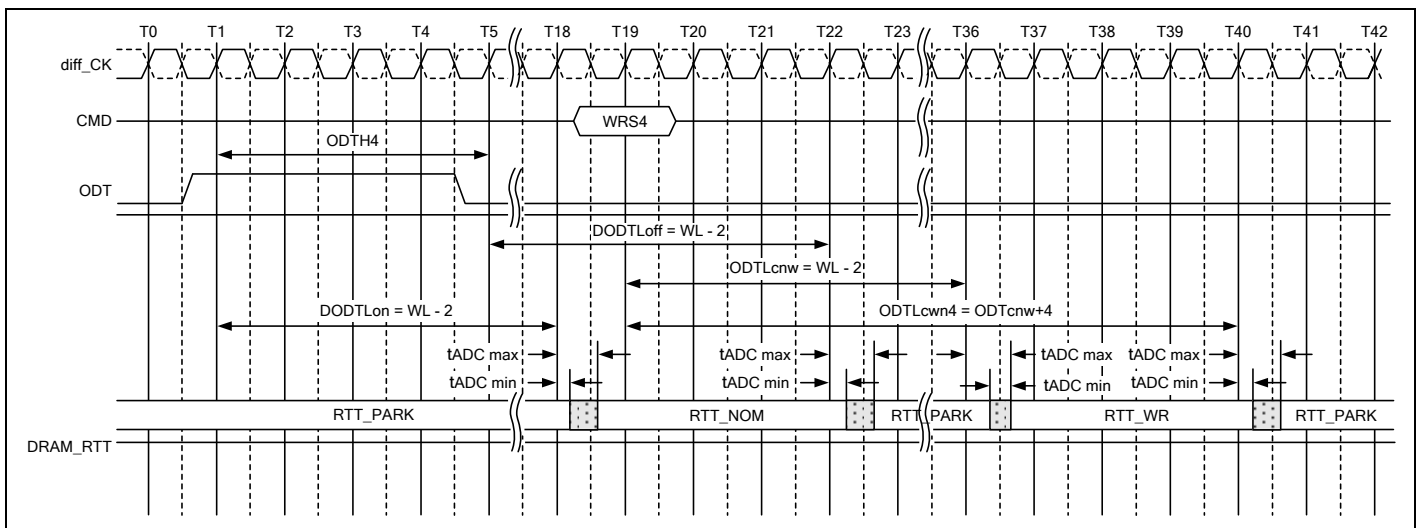 T0 T1 T2 T3 T4 T5 T18 T19 T20 T21 T22 T23 T36 T37 T38 T39 T40 T41 T42
diff_CK
CMD WRS4
ODTH4
ODT
DODTLoff = WL - 2
ODTLcnw = WL - 2
DODTLon = WL - 2 ODTLcwn4 = ODTcnw+4
tADC max tADC max tADC max tADC max
tADC min tADC min tADC min tADC min
RTT_PARK RTT_NOM RTT_PARK RTT_WR RTT_PARK
DRAM_RTT